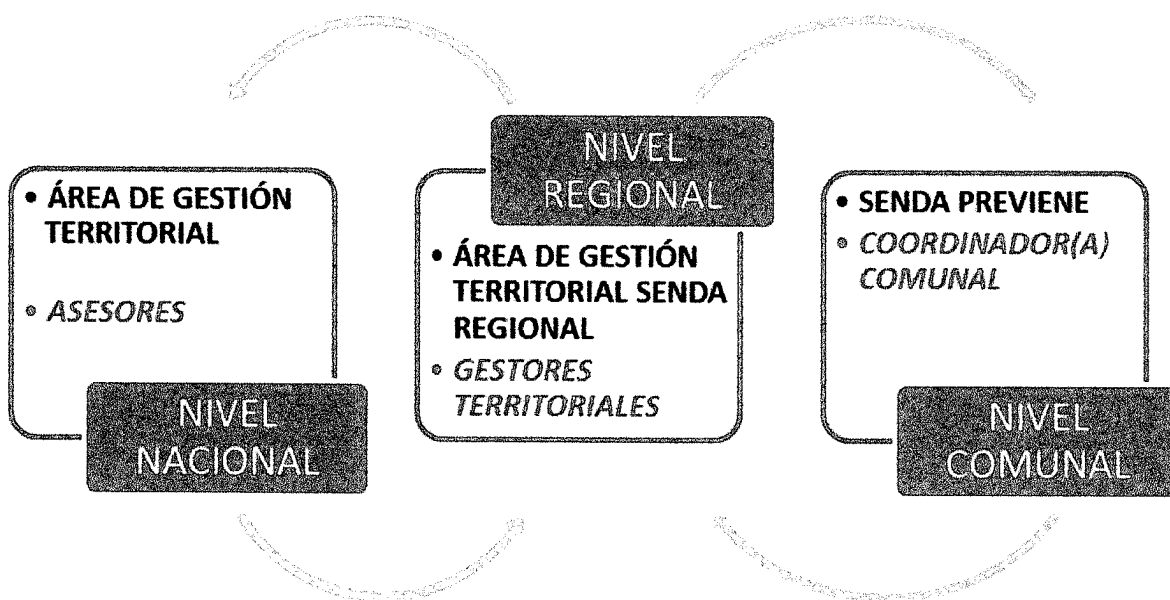 • ÁREA DE GESTIÓN
TERRITORIAL
• ASESORES
NIVEL
NACIONAL
NIVEL
REGIONAL
• ÁREA DE GESTIÓN
TERRITORIAL SENDA
REGIONAL
• GESTORES
TERRITORIALES
• SENDA PREVIENE
• COORDINADOR(A)
COMUNAL
NIVEL
COMUNAL